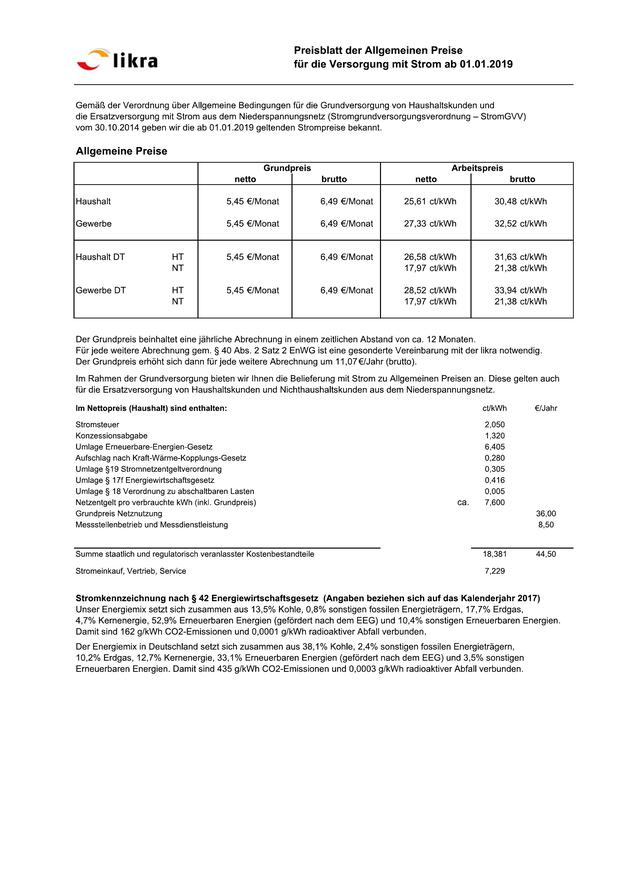 likra
Preisblatt der Allgemeinen Preise
für die Versorgung mit Strom ab 01.01.2019
Gemäß der Verordnung über Allgemeine Bedingungen für die Grundversorgung von Haushaltskunden und
die Ersatzversorgung mit Strom aus dem Niederspannungsnetz (Stromgrundversorgungsverordnung – StromGVV)
vom 30.10.2014 geben wir die ab 01.01.2019 geltenden Strompreise bekannt.
Allgemeine Preise
Grundpreis Arbeitspreis
netto brutto netto brutto
Haushalt 5,45 €/Monat 6,49 €/Monat 25,61 ct/kWh 30,48 ct/kWh
Gewerbe 5,45 €/Monat 6,49 €/Monat 27,33 ct/kWh 32,52 ct/kWh
Haushalt DT HT 5,45 €/Monat 6,49 €/Monat 26,58 ct/kWh 31,63 ct/kWh
NT 17,97 ct/kWh 21,38 ct/kWh
Gewerbe DT HT 5,45 €/Monat 6,49 €/Monat 28,52 ct/kWh 33,94 ct/kWh
NT 17,97 ct/kWh 21,38 ct/kWh
Der Grundpreis beinhaltet eine jährliche Abrechnung in einem zeitlichen Abstand von ca. 12 Monaten.
Für jede weitere Abrechnung gem. § 40 Abs. 2 Satz 2 EnWG ist eine gesonderte Vereinbarung mit der likra notwendig.
Der Grundpreis erhöht sich dann für jede weitere Abrechnung um 11,07 €/Jahr (brutto).
Im Rahmen der Grundversorgung bieten wir Ihnen die Belieferung mit Strom zu Allgemeinen Preisen an. Diese gelten auch
für die Ersatzversorgung von Haushaltskunden und Nichthaushaltskunden aus dem Niederspannungsnetz.
Im Nettopreis (Haushalt) sind enthalten: ct/kWh €/Jahr
Stromsteuer 2,050
Konzessionsabgabe 1,320
Umlage Erneuerbare-Energien-Gesetz 6,405
Aufschlag nach Kraft-Wärme-Kopplungs-Gesetz 0,280
Umlage §19 Stromnetzentgeltverordnung 0,305
Umlage § 17f Energiewirtschaftsgesetz 0,416
Umlage § 18 Verordnung zu abschaltbaren Lasten 0,005
Netzentgelt pro verbrauchte kWh (inkl. Grundpreis) ca. 7,600
Grundpreis Netznutzung 36,00
Messstellenbetrieb und Messdienstleistung 8,50
Summe staatlich und regulatorisch veranlasster Kostenbestandteile 18,381 44,50
Stromeinkauf, Vertrieb, Service 7,229
Stromkennzeichnung nach § 42 Energiewirtschaftsgesetz (Angaben beziehen sich auf das Kalenderjahr 2017)
Unser Energiemix setzt sich zusammen aus 13,5% Kohle, 0,8% sonstigen fossilen Energieträgern, 17,7% Erdgas,
4,7% Kernenergie, 52,9% Erneuerbaren Energien (gefördert nach dem EEG) und 10,4% sonstigen Erneuerbaren Energien.
Damit sind 162 g/kWh CO2-Emissionen und 0,0001 g/kWh radioaktiver Abfall verbunden.
Der Energiemix in Deutschland setzt sich zusammen aus 38,1% Kohle, 2,4% sonstigen fossilen Energieträgern,
10,2% Erdgas, 12,7% Kernenergie, 33,1% Erneuerbaren Energien (gefördert nach dem EEG) und 3,5% sonstigen
Erneuerbaren Energien. Damit sind 435 g/kWh CO2-Emissionen und 0,0003 g/kWh radioaktiver Abfall verbunden.